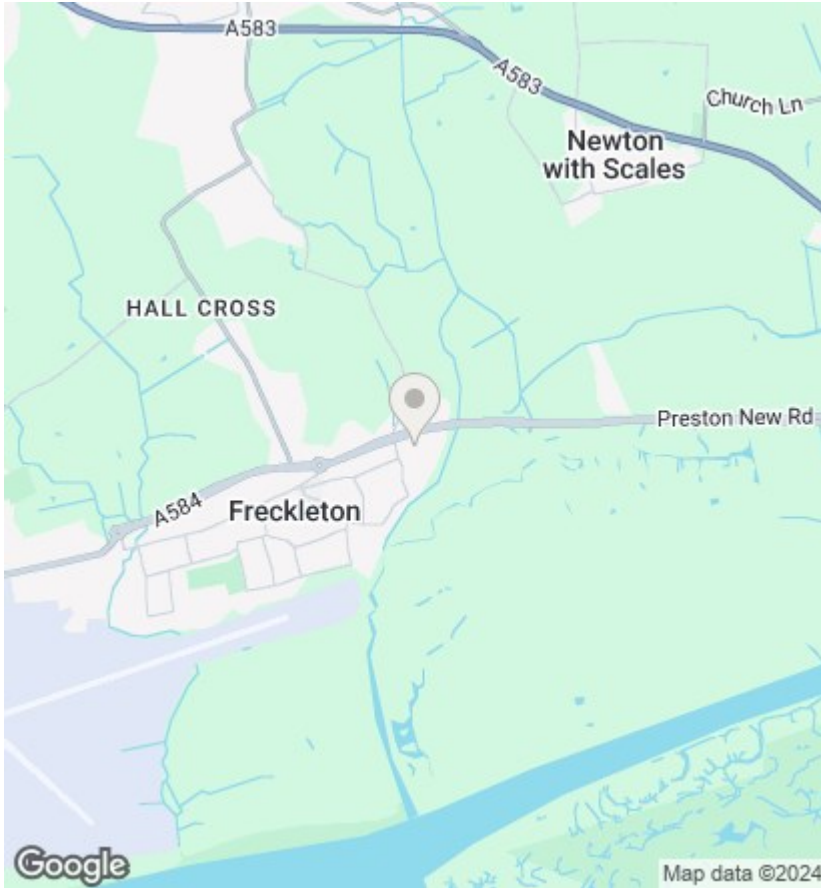 A583
A583
Church Ln
Newton
with Scales
HALL CROSS
Preston New Rd
A584
Freckleton
Google
Map data ©2024